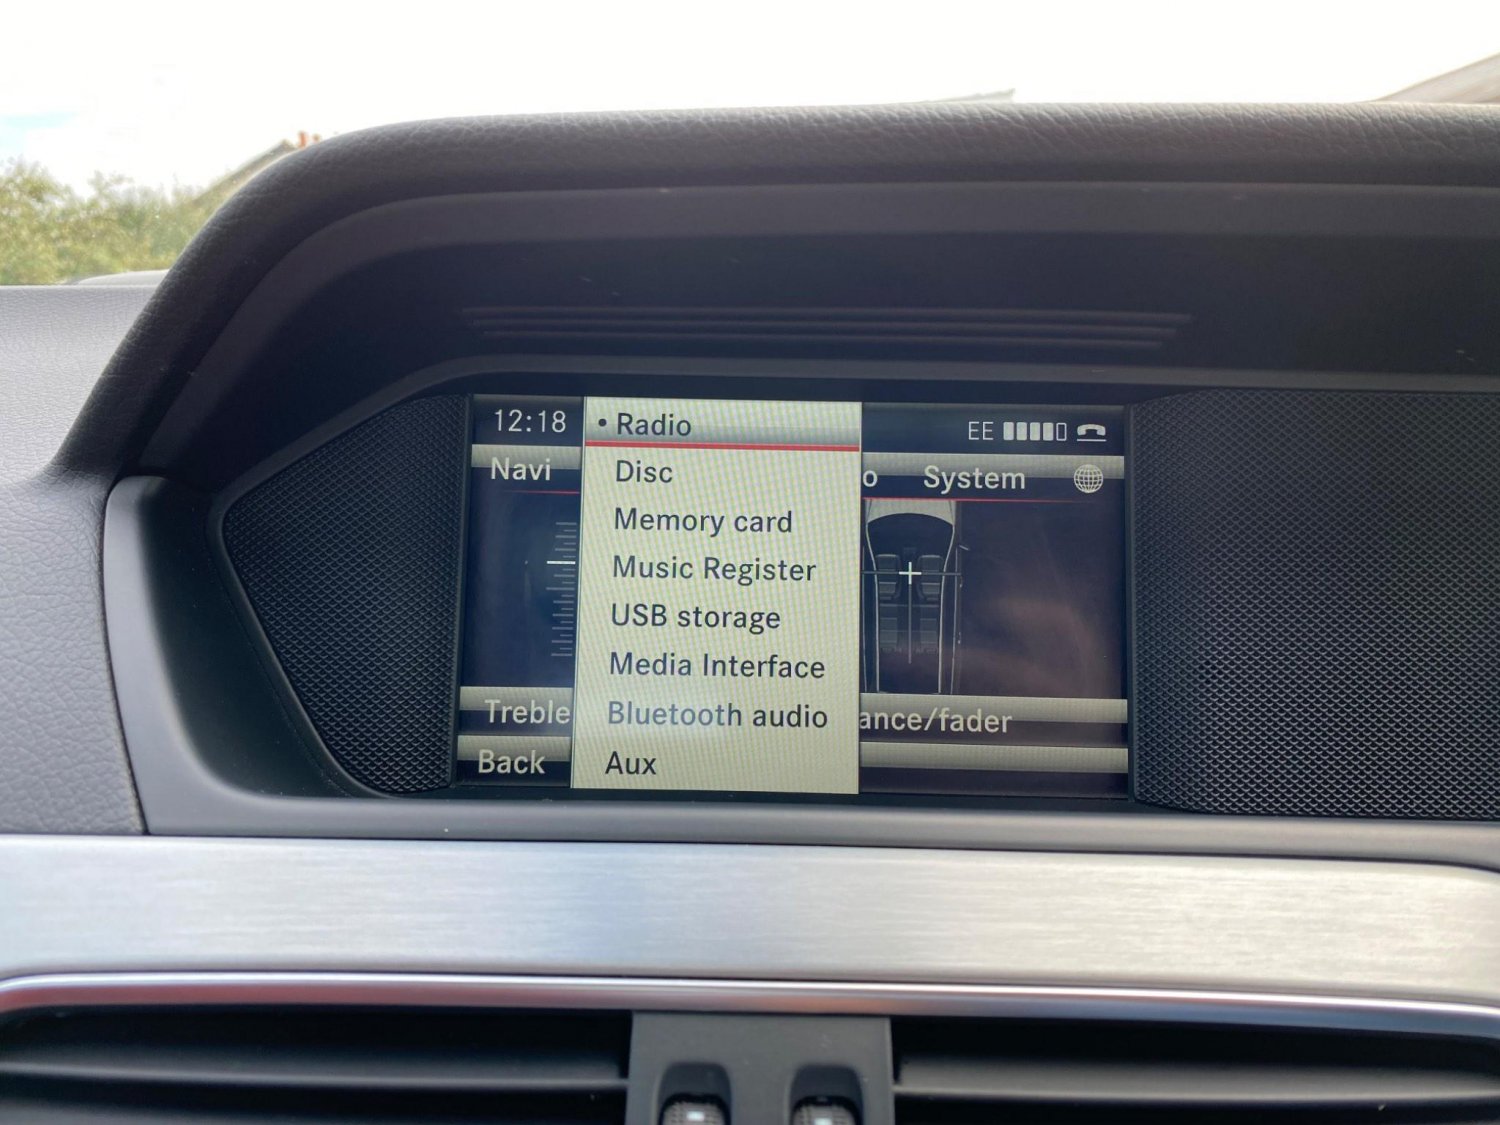 12:18
EE
Navi
o System
• Radio
Disc
Memory card
Music Register
USB storage
Media Interface
Bluetooth audio
Aux
Treble
ance/fader
Back